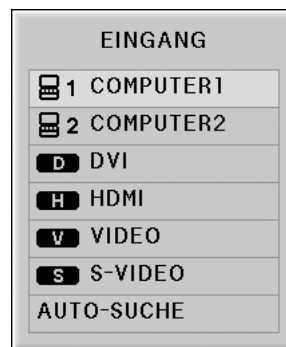 EINGANG
1 COMPUTER1
2 COMPUTER2
D DVI
H HDMI
V VIDEO
S S-VIDEO
AUTO-SUCHE